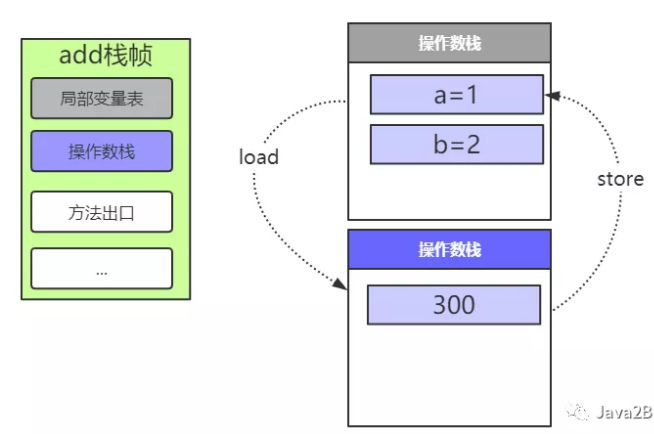 add栈帧
局部变量表
操作数栈
方法出口
...
操作数栈
a=1
b=2
load
store
操作数栈
300
Java2B